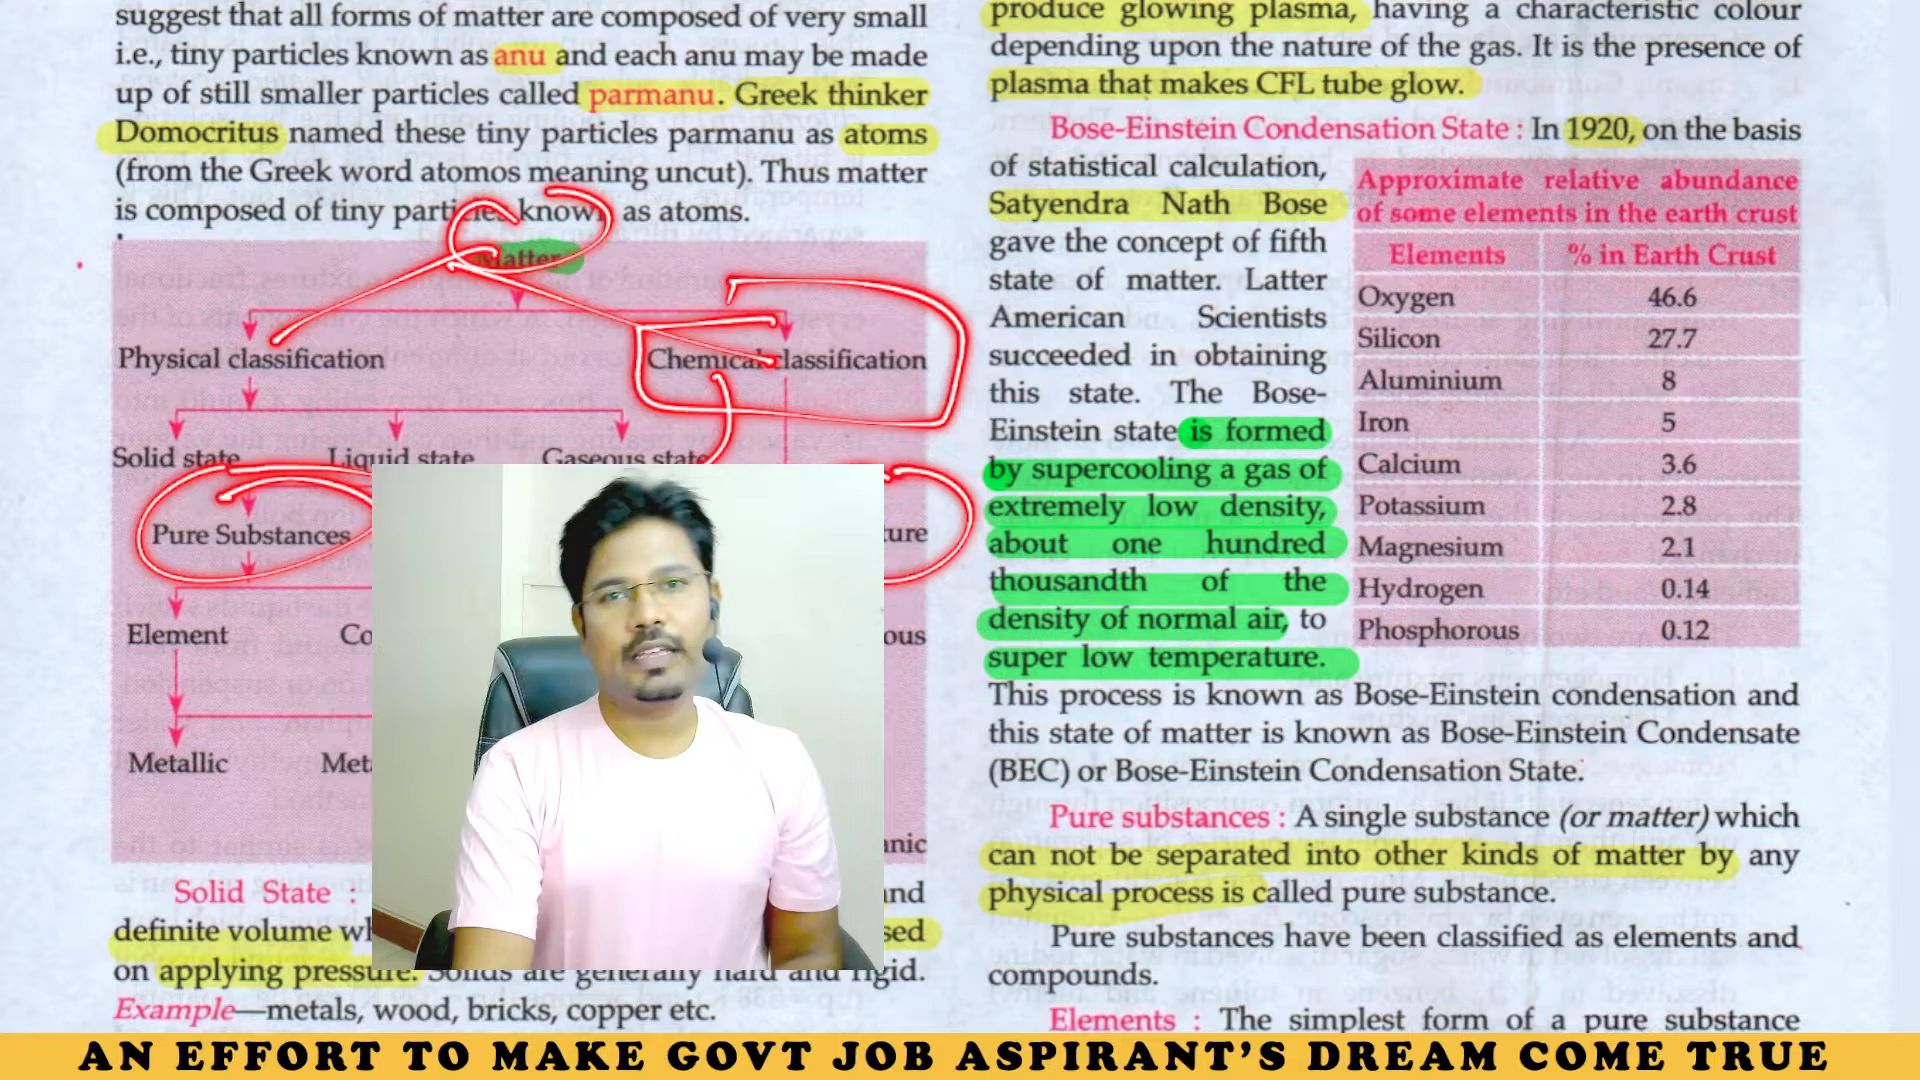 suggest that all forms of matter are composed of very small
i.e., tiny particles known as anu and each anu may be made
up of still smaller particles called parmanu. Greek thinker
Domocritus named these tiny particles parmanu as atoms
(from the Greek word atomos meaning uncut). Thus matter
is composed of tiny particles known as atoms.
Matter
Physical classification
Chemical classification
Solid state
Liquid state
Gaseous state
Pure Substances
Element
Metallic
Solid State :
definite volume
on applying pressure. Solids are generally hard and rigid.
Example—metals, wood, bricks, copper etc.
produce glowing plasma, having a characteristic colour
depending upon the nature of the gas. It is the presence of
plasma that makes CFL tube glow.
Bose-Einstein Condensation State : In 1920, on the basis
of statistical calculation,
Satyendra Nath Bose
gave the concept of fifth
state of matter. Latter
American Scientists
succeeded in obtaining
this state. The Bose-
Einstein state is formed
by supercooling a gas of
extremely low density,
about one hundred
thousandth of the
density of normal air, to
super low temperature.
Approximate relative abundance
of some elements in the earth crust
Elements % in Earth Crust
Oxygen 46.6
Silicon 27.7
Aluminium 8
Iron 5
Calcium 3.6
Potassium 2.8
Magnesium 2.1
Hydrogen 0.14
Phosphorous 0.12
This process is known as Bose-Einstein condensation and
this state of matter is known as Bose-Einstein Condensate
(BEC) or Bose-Einstein Condensation State.
Pure substances : A single substance (or matter) which
can not be separated into other kinds of matter by any
physical process is called pure substance.
Pure substances have been classified as elements and
compounds.
Elements : The simplest form of a pure substance
AN EFFORT TO MAKE GOVT JOB ASPIRANT'S DREAM COME TRUE